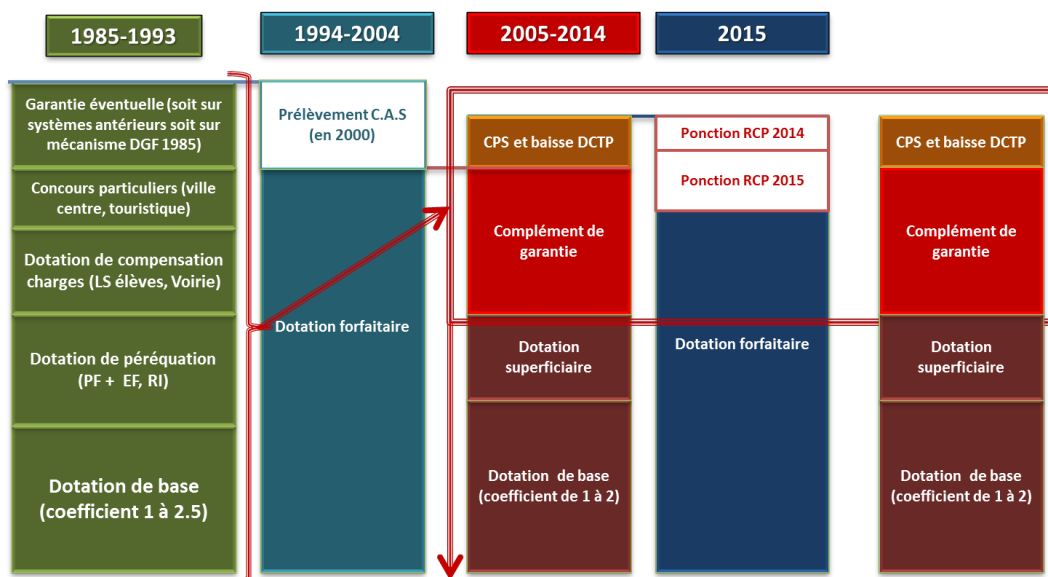 1985-1993
1994-2004
2005-2014
2015
Garantie éventuelle (soit sur
systèmes antérieurs soit sur
mécanisme DGF 1985)
Concours particuliers (ville
centre, touristique)
Dotation de compensation
charges (LS élèves, Voirie)
Dotation de péréquation
(PF + EF, RI)
Dotation de base
(coefficient 1 à 2.5)
Prélèvement C.A.S
(en 2000)
Dotation forfaitaire
CPS et baisse DCTP
Complément de
garantie
Dotation
superficiaire
Dotation de base
(coefficient de 1 à 2)
Ponction RCP 2014
Ponction RCP 2015
Dotation forfaitaire
CPS et baisse DCTP
Complément de
garantie
Dotation
superficiaire
Dotation de base
(coefficient de 1 à 2)